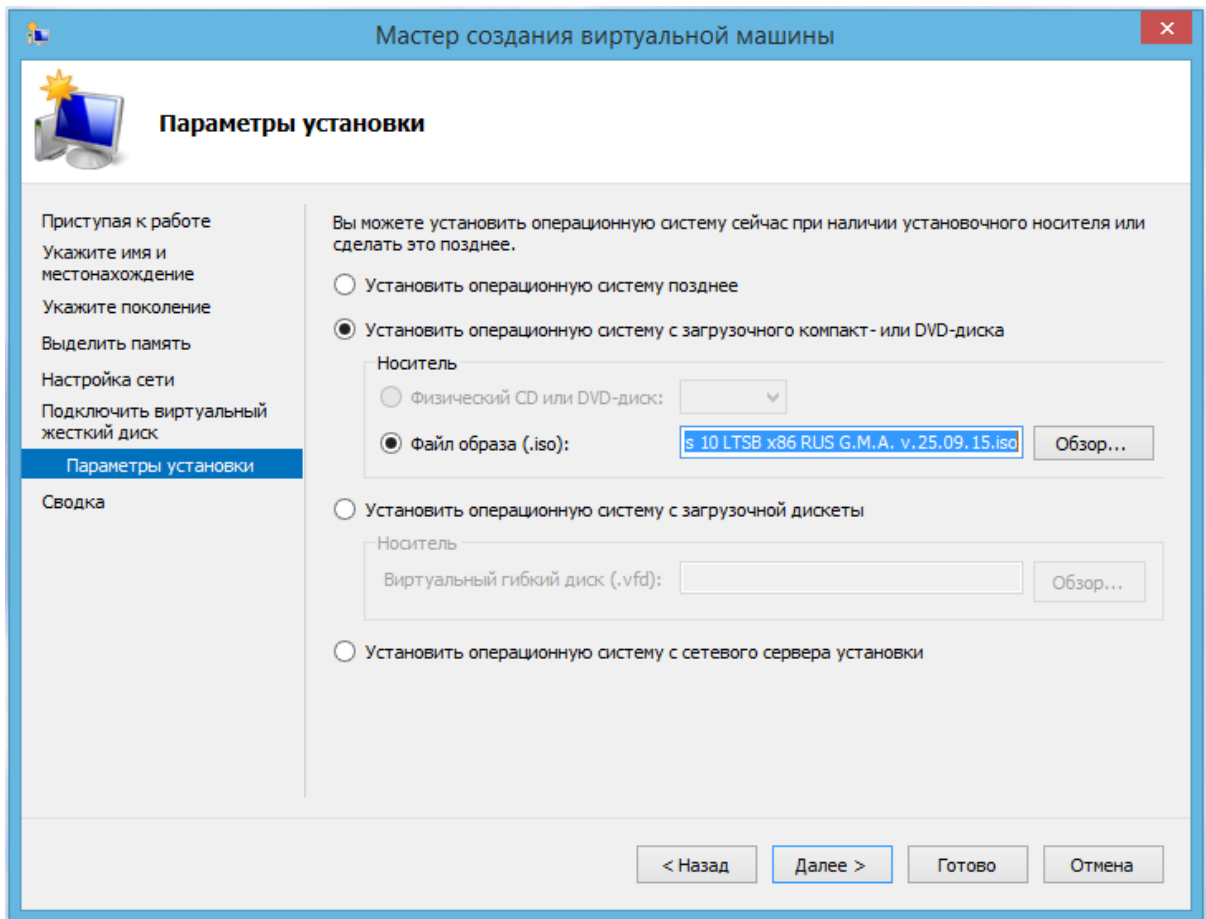 Мастер создания виртуальной машины
Параметры установки
Приступая к работе
Укажите имя и
местонахождение
Укажите поколение
Выделить память
Настройка сети
Подключить виртуальный
жесткий диск
Параметры установки
Сводка
Вы можете установить операционную систему сейчас при наличии установочного носителя или
сделать это позднее.
Установить операционную систему позднее
Установить операционную систему с загрузочного компакт- или DVD-диска
Носитель
Физический CD или DVD-диск:
Файл образа (.iso): s 10 LTSB x86 RUS G.M.A. v.25.09.15.iso Обзор...
Установить операционную систему с загрузочной дискеты
Носитель
Виртуальный гибкий диск (.vfd): Обзор...
Установить операционную систему с сетевого сервера установки
< Назад Далее > Готово Отмена